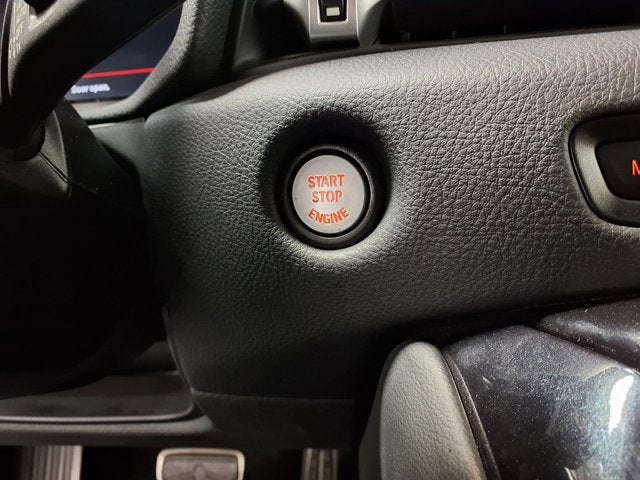 Door open.
START
STOP
ENGINE
M